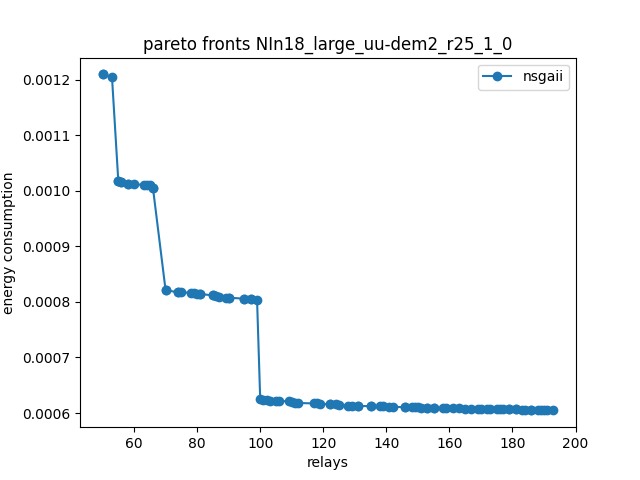 pareto fronts NIn18_large_uu-dem2_r25_1_0
nsgaii
energy consumption
0.0012
0.0011
0.0010
0.0009
0.0008
0.0007
0.0006
60 80 100 120 140 160 180 200
relays